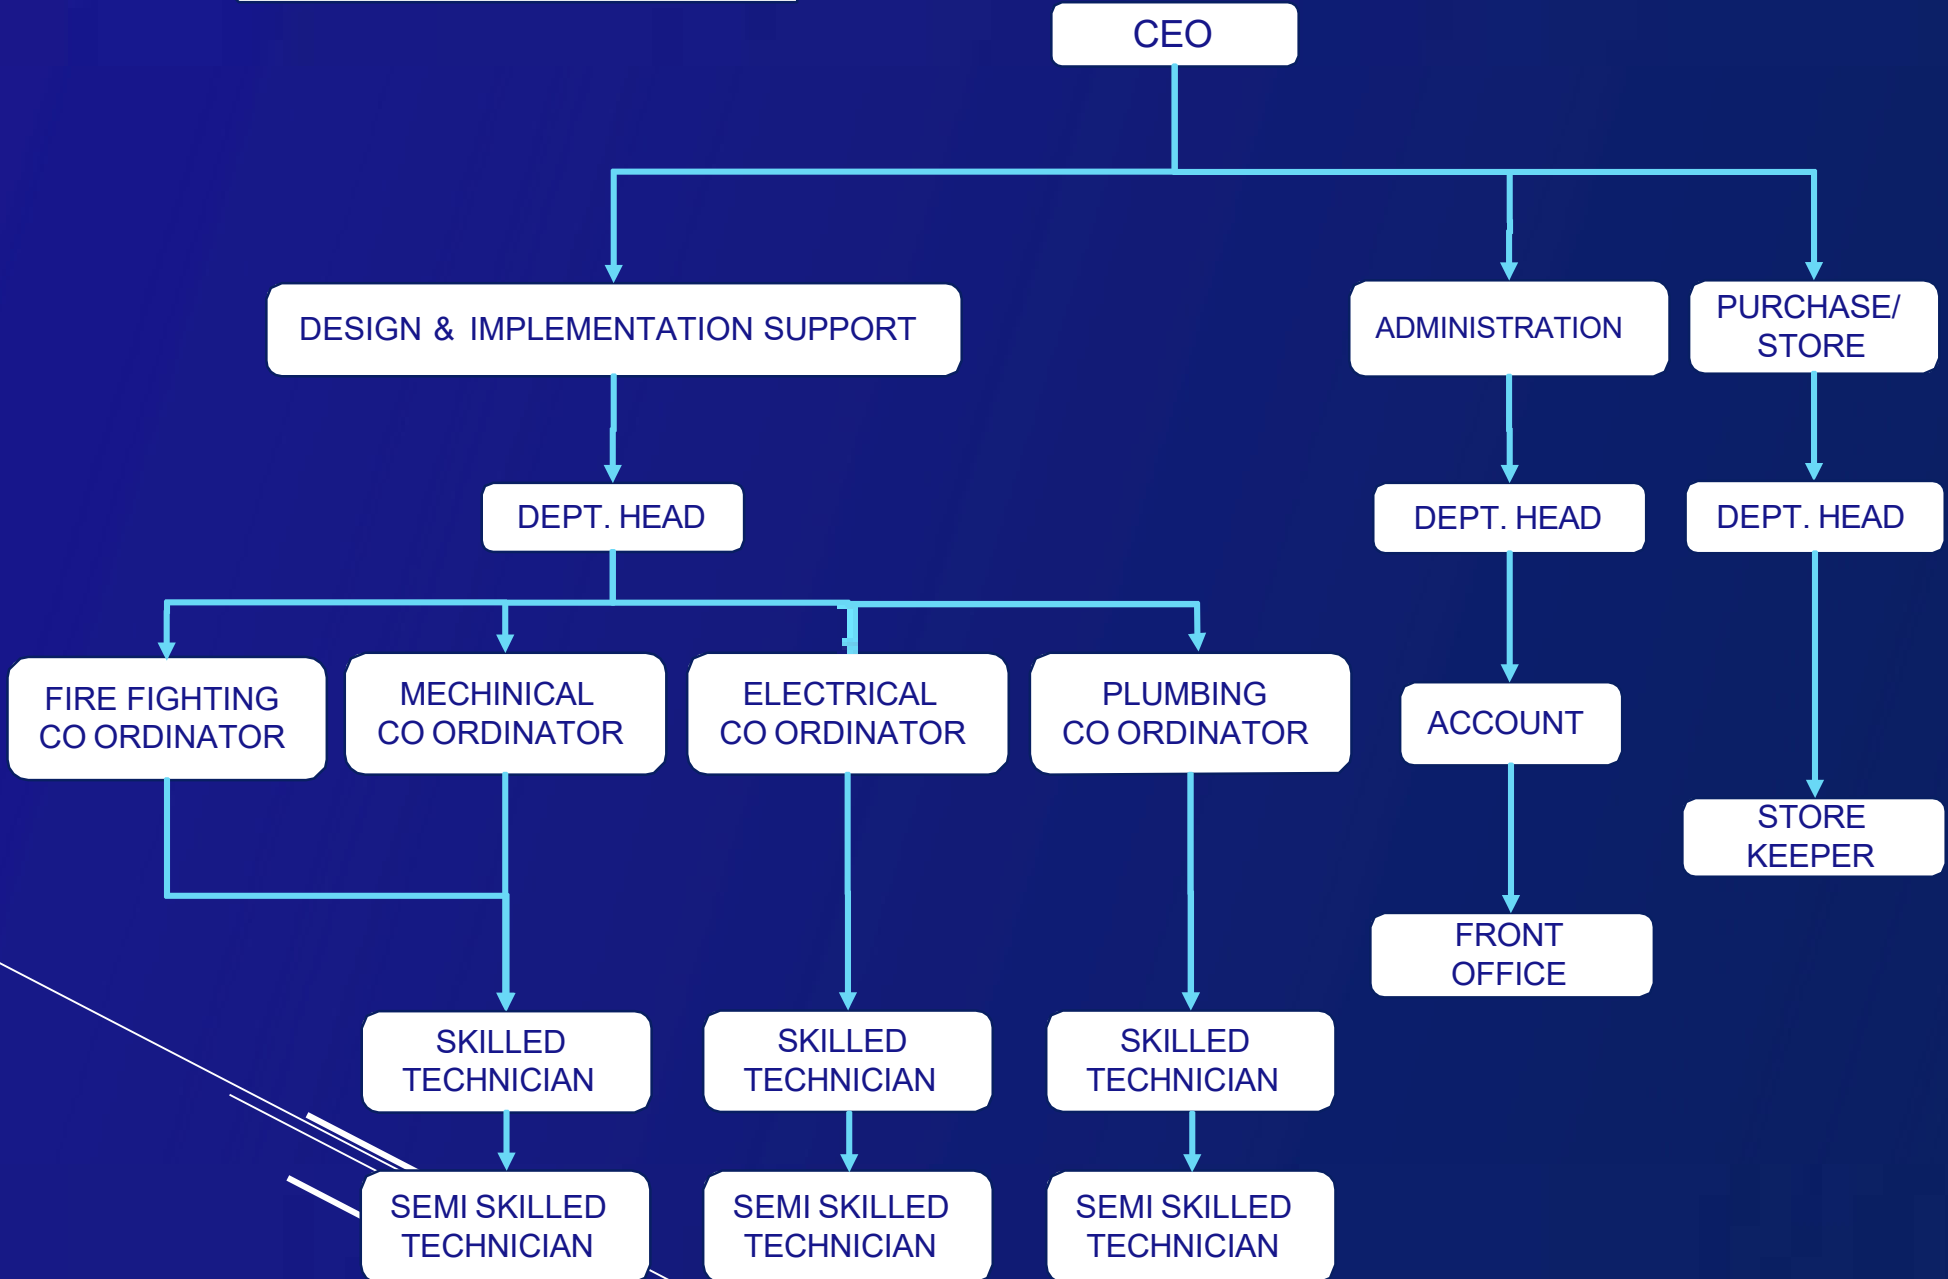 CEO
DESIGN & IMPLEMENTATION SUPPORT
ADMINISTRATION
PURCHASE/
STORE
DEPT. HEAD
DEPT. HEAD
DEPT. HEAD
FIRE FIGHTING
CO ORDINATOR
MECHINICAL
CO ORDINATOR
ELECTRICAL
CO ORDINATOR
PLUMBING
CO ORDINATOR
ACCOUNT
STORE
KEEPER
FRONT
OFFICE
SKILLED
TECHNICIAN
SKILLED
TECHNICIAN
SKILLED
TECHNICIAN
SEMI SKILLED
TECHNICIAN
SEMI SKILLED
TECHNICIAN
SEMI SKILLED
TECHNICIAN